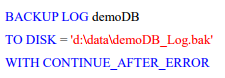 BACKUP LOG demoDB
TO DISK = 'd:\data\demoDB_Log.bak'
WITH CONTINUE_AFTER_ERROR